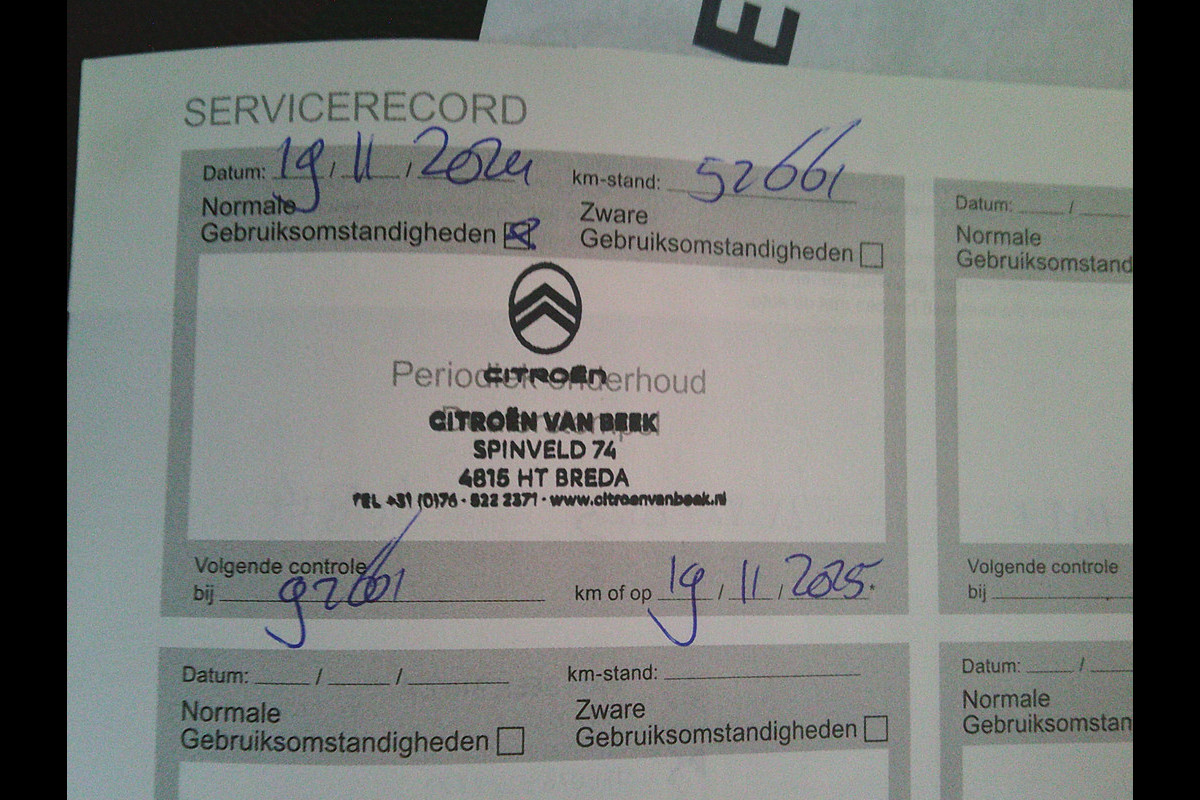 E
SERVICERECORD
Datum: 19 / 11 / 2024 km-stand: 52661
Normale Gebruiksomstandigheden Zware Gebruiksomstandigheden
Periodiek onderhoud
CITROËN
CITROËN VAN BEEK
SPINVELD 74
4815 HT BREDA
TEL +31 (0)76 - 522 2371 - www.citroenvanbeek.nl
Volgende controle
bij 92661 km of op 19 / 11 / 2025.
Datum: / /
km-stand:
Normale
Gebruiksomstandigheden
Zware
Gebruiksomstandigheden
Datum: /
Normale
Gebruiksomstand
Volgende controle
bij
Datum: /
Normale
Gebruiksomstan